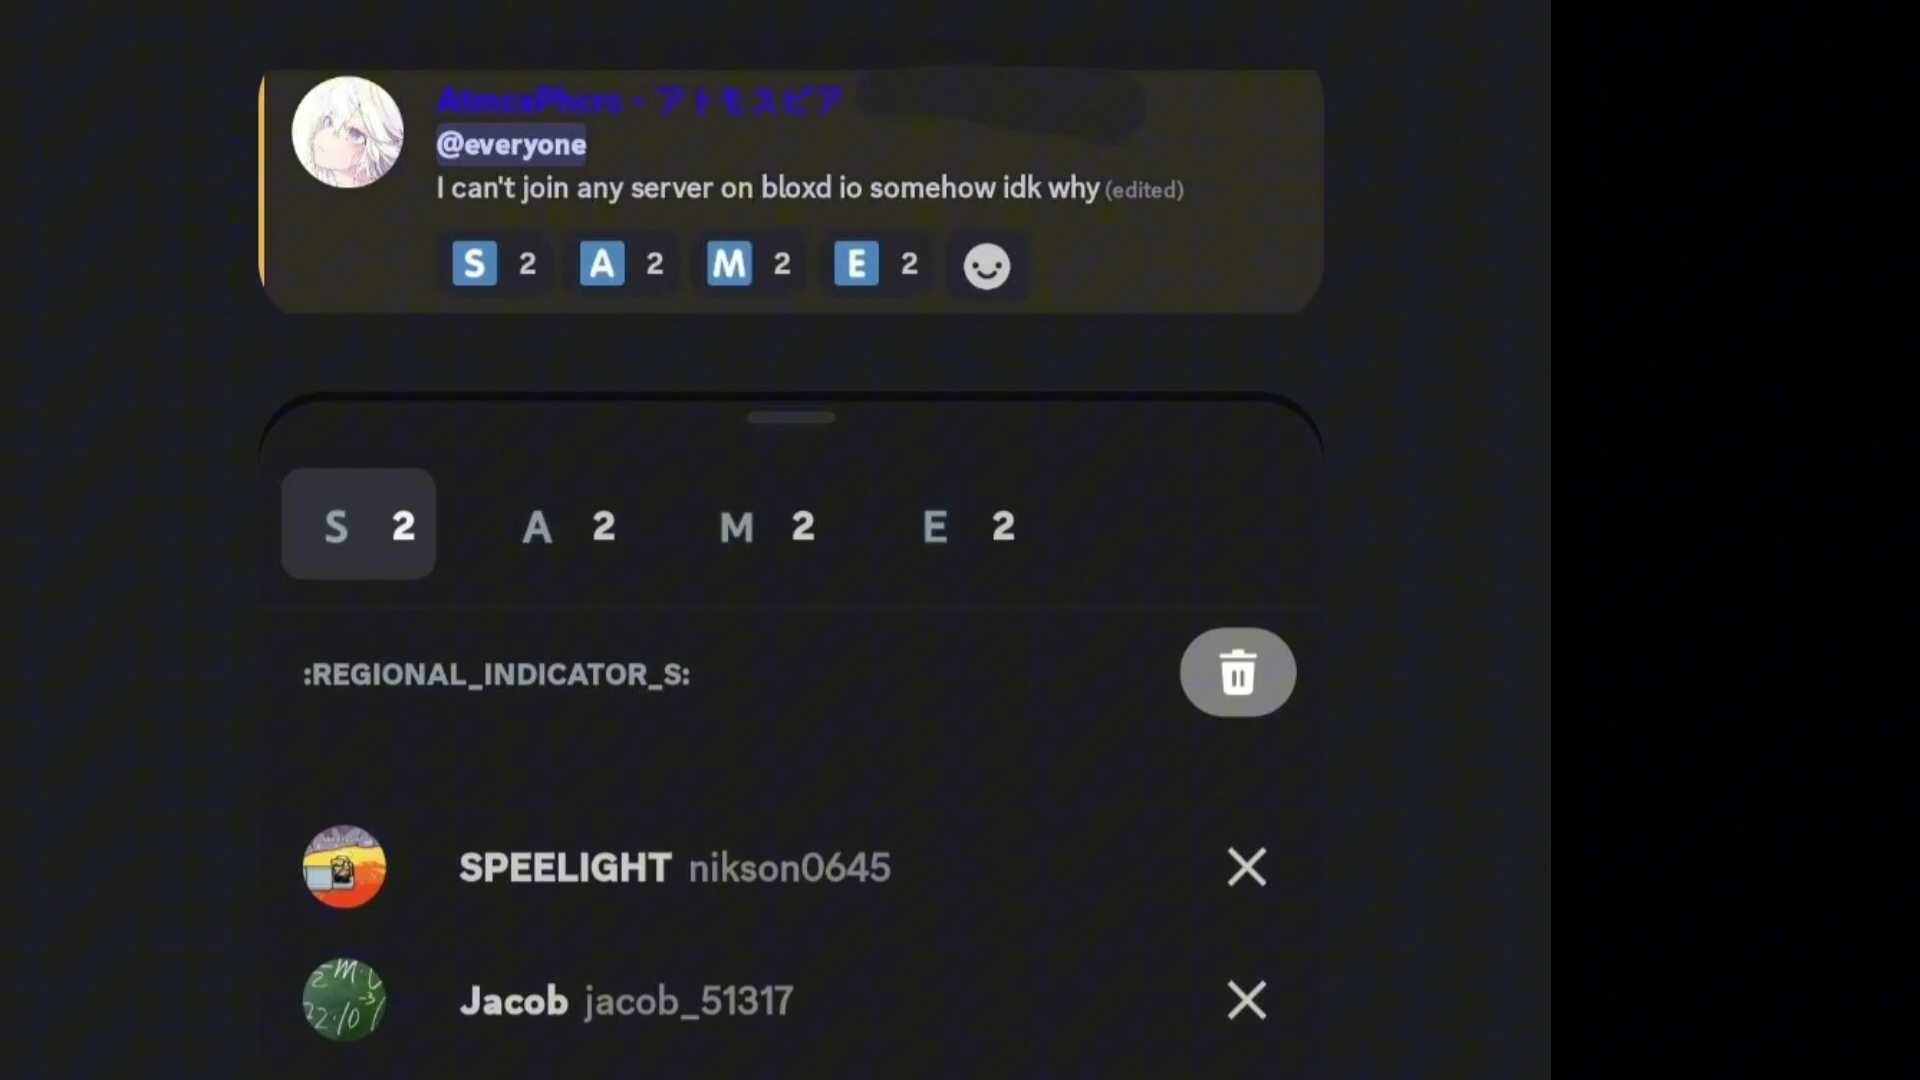 AtmosPhere - アトモスピア
@everyone
I can't join any server on bloxd io somehow idk why (edited)
S 2 A 2 M 2 E 2
S 2 A 2 M 2 E 2
:REGIONAL_INDICATOR_S:
SPEELIGHT nikson0645
Jacob jacob_51317